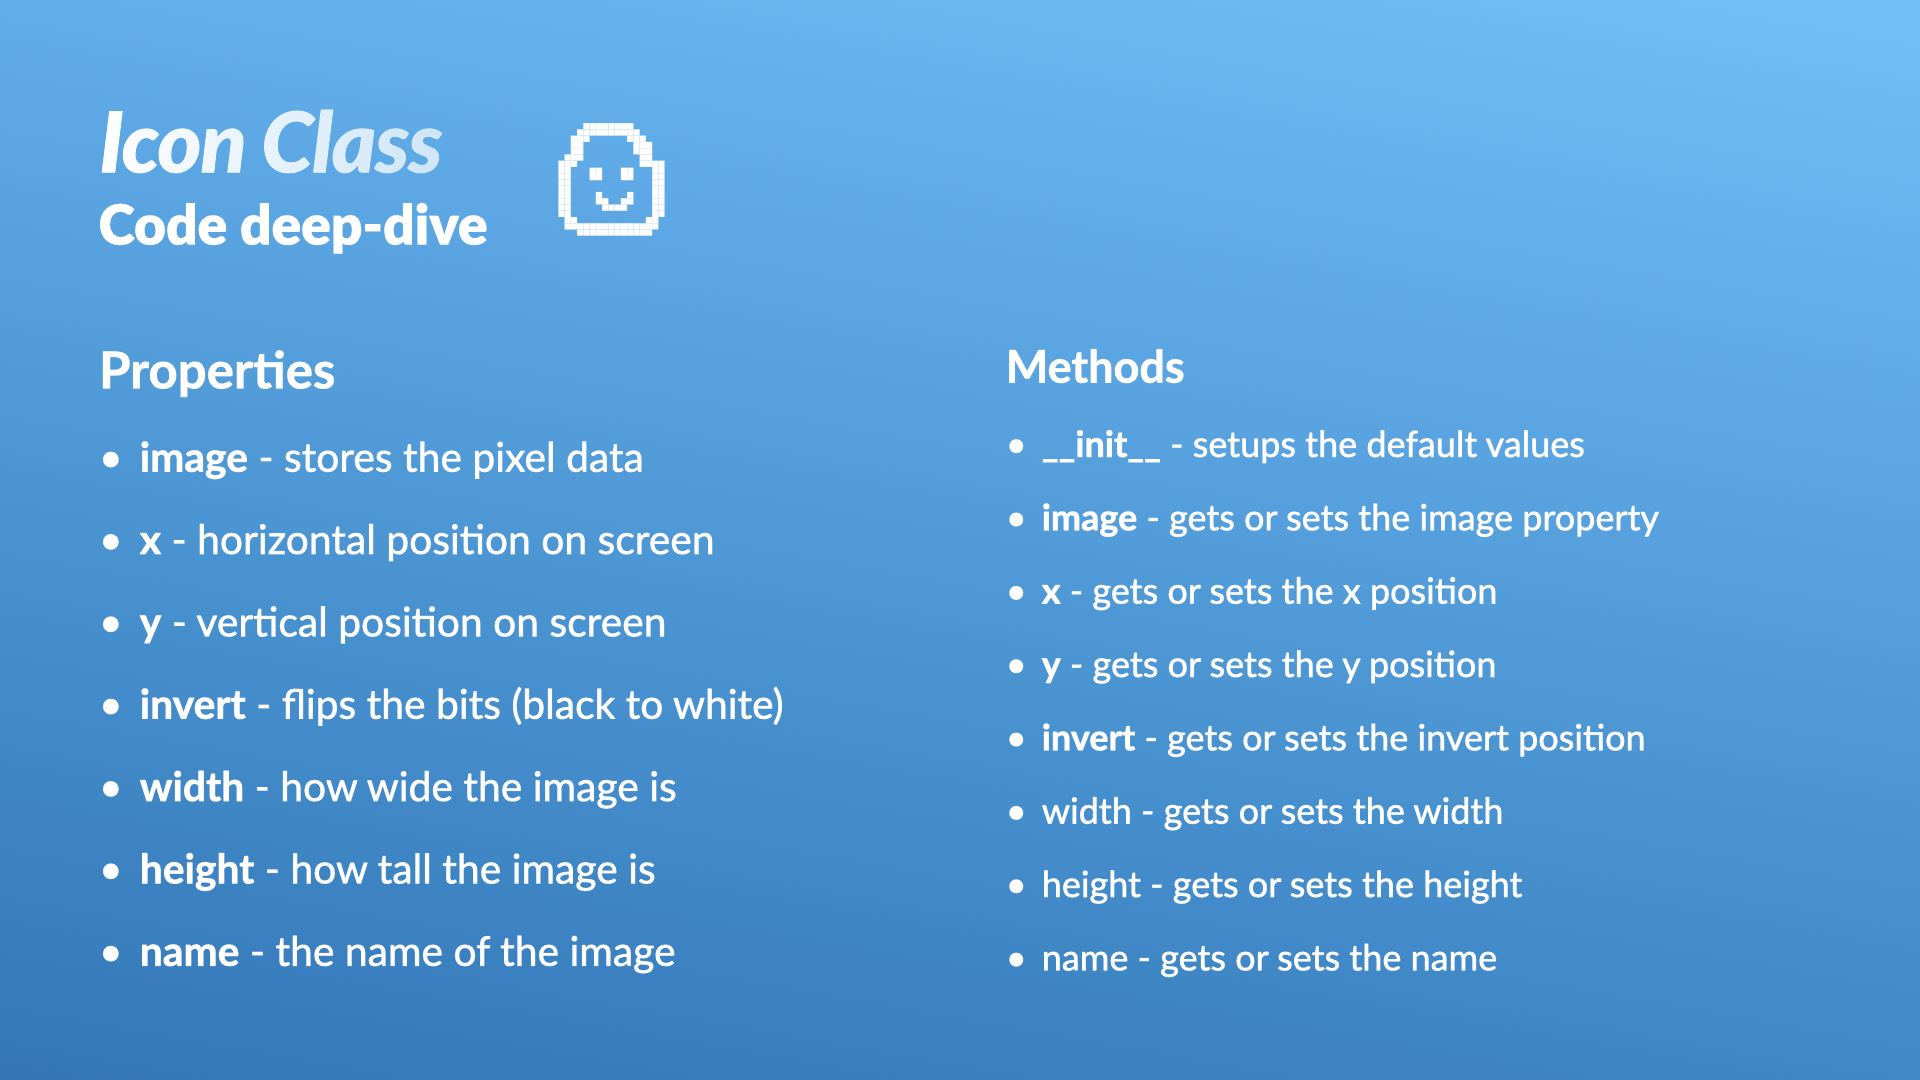 Icon Class
Code deep-dive
Properties
• image - stores the pixel data
• x - horizontal position on screen
• y - vertical position on screen
• invert - flips the bits (black to white)
• width - how wide the image is
• height - how tall the image is
• name - the name of the image
Methods
• __init__ - setups the default values
• image - gets or sets the image property
• x - gets or sets the x position
• y - gets or sets the y position
• invert - gets or sets the invert position
• width - gets or sets the width
• height - gets or sets the height
• name - gets or sets the name